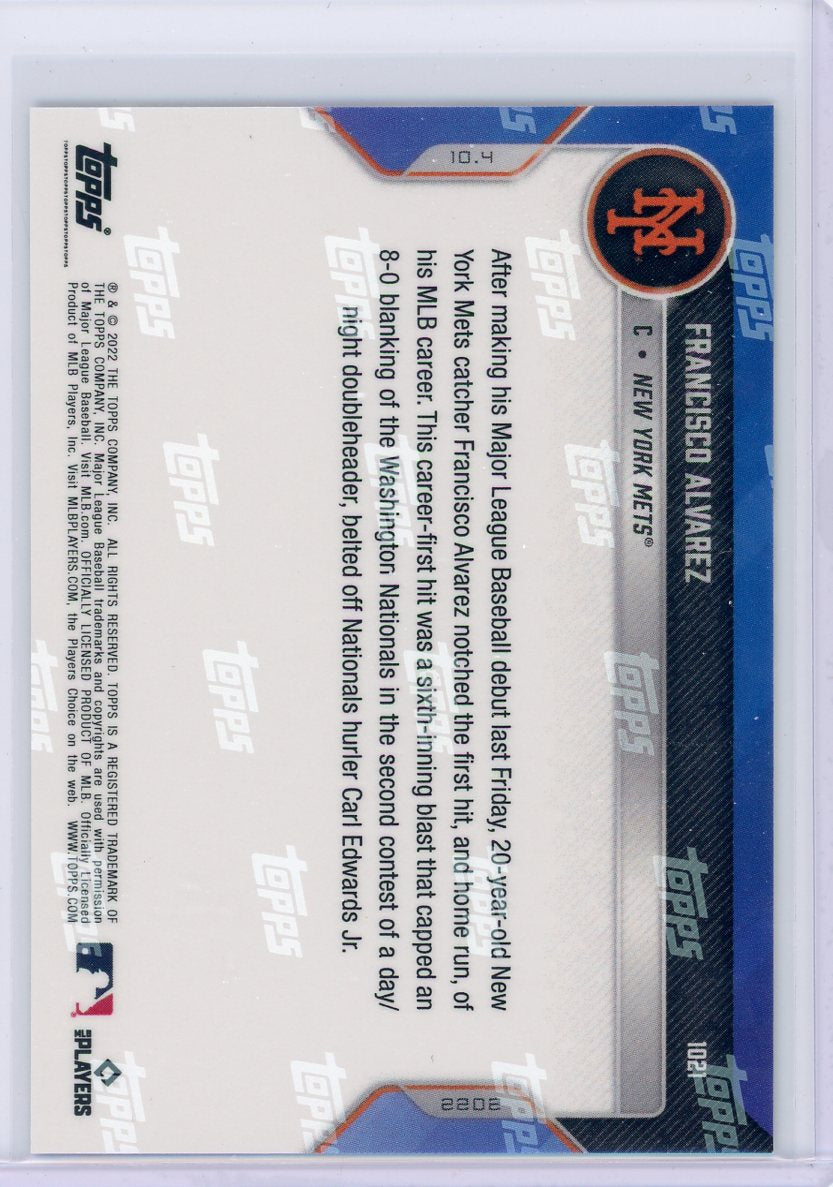 FRANCISCO ALVAREZ
1021
C • NEW YORK METS®
NY
10.4
2022
After making his Major League Baseball debut last Friday, 20-year-old New
York Mets catcher Francisco Alvarez notched the first hit, and home run, of
his MLB career. This career-first hit was a sixth-inning blast that capped an
8-0 blanking of the Washington Nationals in the second contest of a day/
night doubleheader, belted off Nationals hurler Carl Edwards Jr.
topps®
TOPPSTOPPSTOPPSTOPPSTOPPSTOPPSTOPPSTOPPS
® & © 2022 THE TOPPS COMPANY, INC. ALL RIGHTS RESERVED. TOPPS IS A REGISTERED TRADEMARK OF
THE TOPPS COMPANY, INC. Major League Baseball trademarks and copyrights are used with permission
of Major League Baseball. Visit MLB.com. OFFICIALLY LICENSED PRODUCT OF MLB. Officially Licensed
Product of MLB Players, Inc. Visit MLBPLAYERS.COM, the Players Choice on the web. WWW.TOPPS.COM
MLB PLAYERS